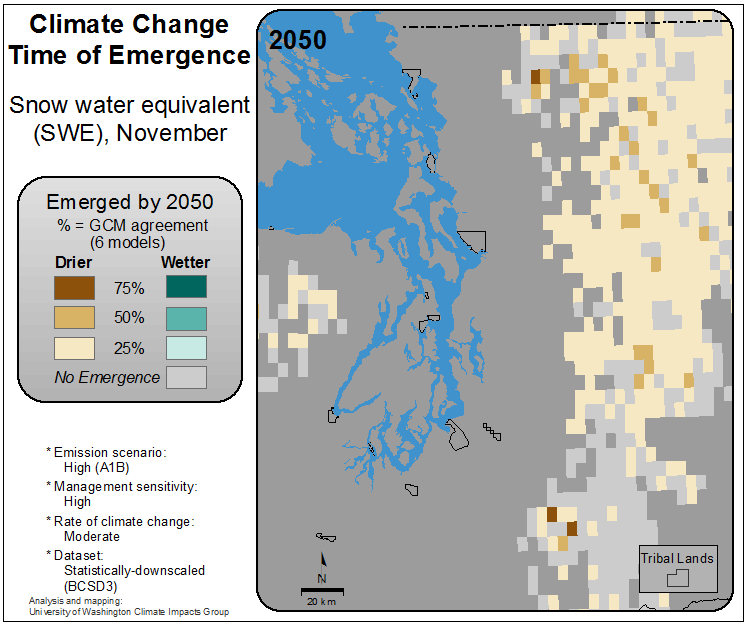 Climate Change
Time of Emergence
Snow water equivalent
(SWE), November
Emerged by 2050
% = GCM agreement
(6 models)
Drier Wetter
75%
50%
25%
No Emergence
* Emission scenario:
High (A1B)
* Management sensitivity:
High
* Rate of climate change:
Moderate
* Dataset:
Statistically-downscaled
(BCSD3)
Analysis and mapping:
University of Washington Climate Impacts Group
2050
N
20 km
Tribal Lands